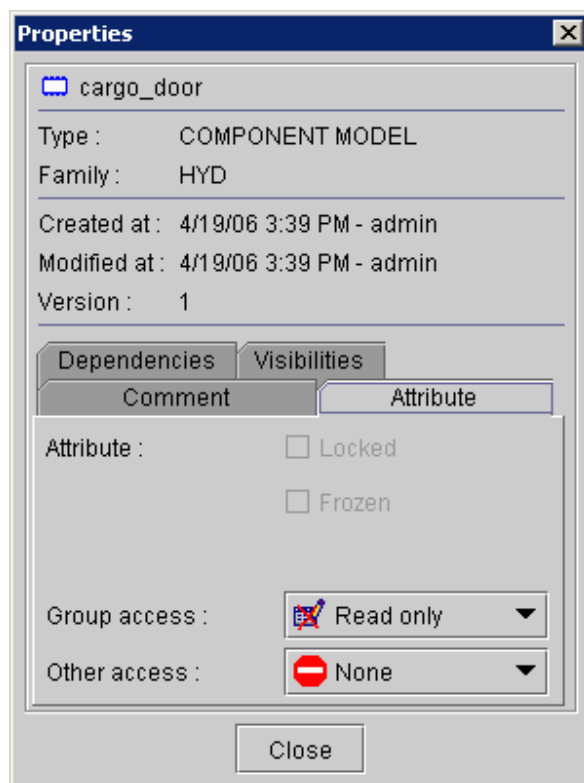 Properties
cargo_door
Type : COMPONENT MODEL
Family : HYD
Created at : 4/19/06 3:39 PM - admin
Modified at : 4/19/06 3:39 PM - admin
Version : 1
Dependencies Visibilities
Comment Attribute
Attribute : Locked
Frozen
Group access : Read only
Other access : None
Close